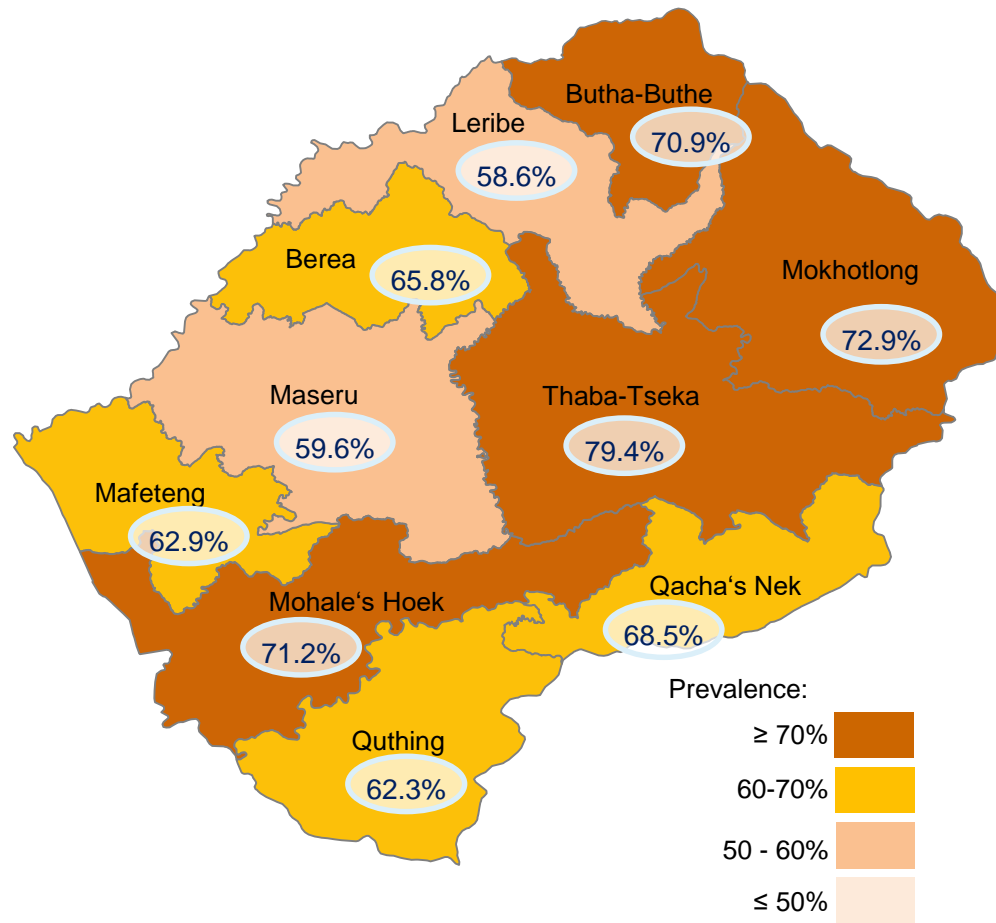 Butha-Buthe
70.9%
Leribe
58.6%
Berea
65.8%
Mokhotlong
72.9%
Maseru
59.6%
Thaba-Tseka
79.4%
Mafeteng
62.9%
Qacha‘s Nek
68.5%
Mohale's Hoek
71.2%
Quthing
62.3%
Prevalence:
≥ 70%
60-70%
50 - 60%
≤ 50%